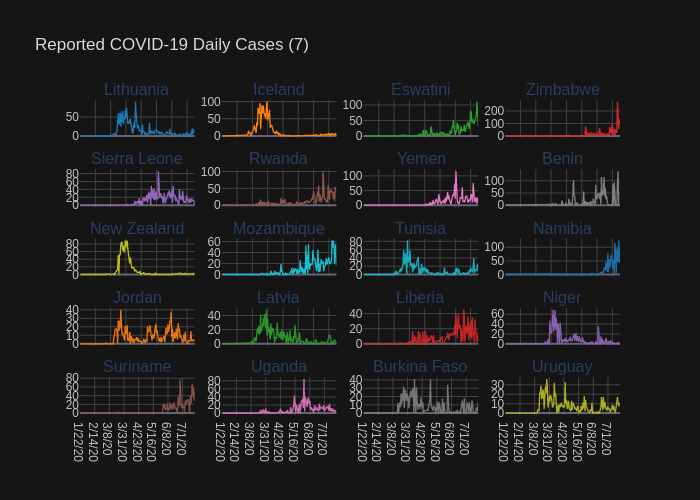 Reported COVID-19 Daily Cases (7)
Lithuania Iceland Eswatini Zimbabwe
50 0 100 50 0 100 50 0 200 100 0
Sierra Leone Rwanda Yemen Benin
80 60 40 20 0 100 50 0 100 50 0 100 50 0
New Zealand Mozambique Tunisia Namibia
80 60 40 20 0 60 40 20 0 80 60 40 20 0 100 50 0
Jordan Latvia Liberia Niger
40 30 20 10 0 40 20 0 40 20 0 60 40 20 0
Suriname Uganda Burkina Faso Uruguay
80 60 40 20 0 80 60 40 20 0 40 30 20 10 0 30 20 10 0
1/22/20 2/14/20 3/8/20 3/31/20 4/23/20 5/16/20 6/8/20 7/1/20 1/22/20 2/14/20 3/8/20 3/31/20 4/23/20 5/16/20 6/8/20 7/1/20 1/22/20 2/14/20 3/8/20 3/31/20 4/23/20 5/16/20 6/8/20 7/1/20 1/22/20 2/14/20 3/8/20 3/31/20 4/23/20 5/16/20 6/8/20 7/1/20